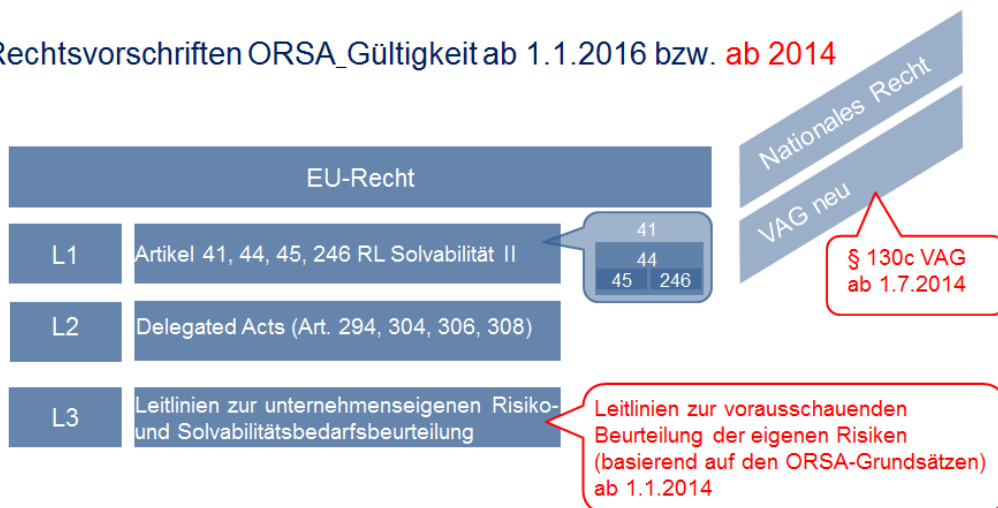 Rechtsvorschriften ORSA_Gültigkeit ab 1.1.2016 bzw. ab 2014
Nationales Recht
EU-Recht
VAG neu
L1
Artikel 41, 44, 45, 246 RL Solvabilität II
41
44
45 246
§ 130c VAG
ab 1.7.2014
L2
Delegated Acts (Art. 294, 304, 306, 308)
L3
Leitlinien zur unternehmenseigenen Risiko-
und Solvabilitätsbedarfsbeurteilung
Leitlinien zur vorausschauenden
Beurteilung der eigenen Risiken
(basierend auf den ORSA-Grundsätzen)
ab 1.1.2014